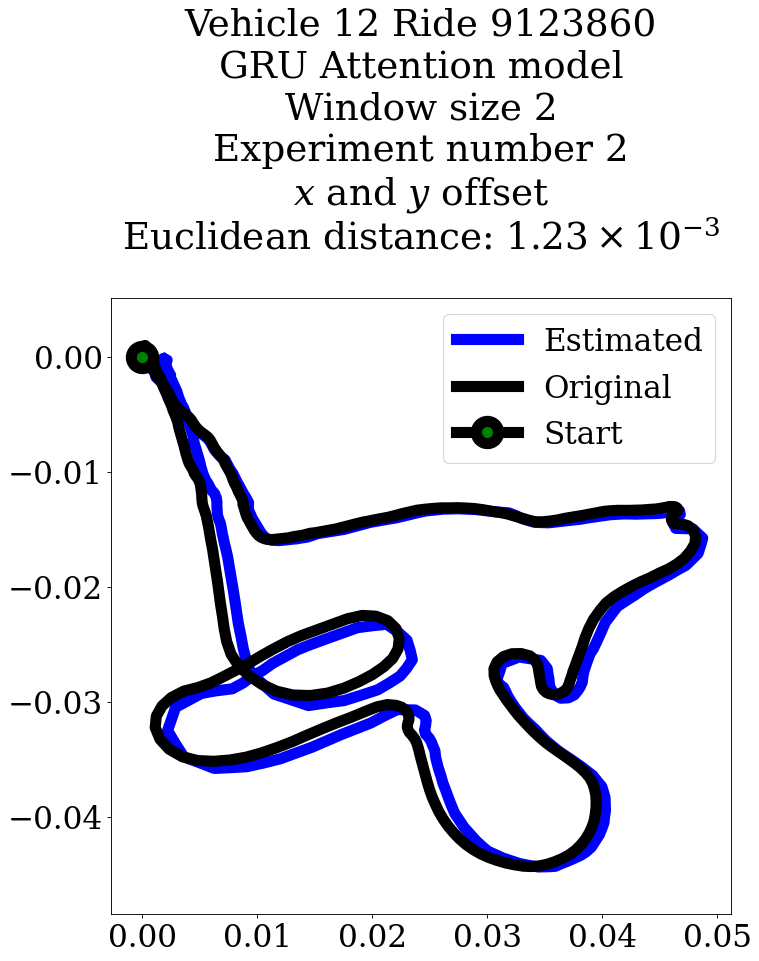 Vehicle 12 Ride 9123860
GRU Attention model
Window size 2
Experiment number 2
x and y offset
Euclidean distance: 1.23 × 10⁻³
Estimated
Original
Start
0.00
−0.01
−0.02
−0.03
−0.04
0.00 0.01 0.02 0.03 0.04 0.05